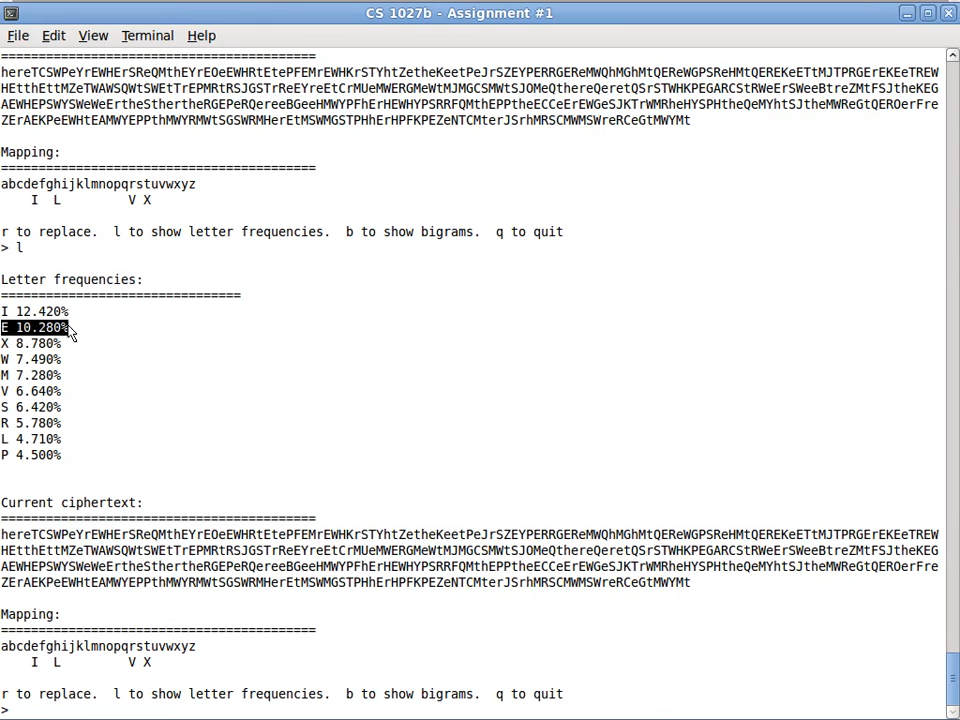 CS 1027b - Assignment #1
File Edit View Terminal Help
========================================
hereTCSWPeYrEWHErSReQMthEYrEOeEWHRtEtePFEMrEWHKrSTYhtZetheKeetPeJrSZEYPERRGEReMWQhMGhMtQEReWGPSReHMtQEREKeETtMJTPRGErEKEeTREW
HEtthEttMZeTWAWSQWtSWEtTrEPMRtRSJGSTrReEYreEtCrMUeMWERGMeWtMJMGCSMWtSJOMeQthereQeretQSrSTWHKPEGARCStRWeErSWeeBtreZMtFSJtheKEG
AEWHEPSWYSWeWeErtheSthertheRGEPeRQereeBGeeHMWYPfhErHEWHYPSRRFQMthEPPtheECCeErEWGeSJKTrWMRheHYSPHtheQeMYhtSJtheMWReGtQEROerFre
ZErAEKPeEWHtEAMWYEPPthMWYRMWtSGSWRMHerEtMSWMGSTPHhErHPFKPEZeNTCMterJSrhMRSCMWMSWreRCeGtMWYMt
Mapping:
========================================
abcdefghijklmnopqrstuvwxyz
I L V X
r to replace. l to show letter frequencies. b to show bigrams. q to quit
> l
Letter frequencies:
==============================
I 12.420%
E 10.280%
X 8.780%
W 7.490%
M 7.280%
V 6.640%
S 6.420%
R 5.780%
L 4.710%
P 4.500%
Current ciphertext:
========================================
hereTCSWPeYrEWHErSReQMthEYrEOeEWHRtEtePFEMrEWHKrSTYhtZetheKeetPeJrSZEYPERRGEReMWQhMGhMtQEReWGPSReHMtQEREKeETtMJTPRGErEKEeTREW
HEtthEttMZeTWAWSQWtSWEtTrEPMRtRSJGSTrReEYreEtCrMUeMWERGMeWtMJMGCSMWtSJOMeQthereQeretQSrSTWHKPEGARCStRWeErSWeeBtreZMtFSJtheKEG
AEWHEPSWYSWeWeErtheSthertheRGEPeRQereeBGeeHMWYPfhErHEWHYPSRRFQMthEPPtheECCeErEWGeSJKTrWMRheHYSPHtheQeMYhtSJtheMWReGtQEROerFre
ZErAEKPeEWHtEAMWYEPPthMWYRMWtSGSWRMHerEtMSWMGSTPHhErHPFKPEZeNTCMterJSrhMRSCMWMSWreRCeGtMWYMt
Mapping:
========================================
abcdefghijklmnopqrstuvwxyz
I L V X
r to replace. l to show letter frequencies. b to show bigrams. q to quit
>